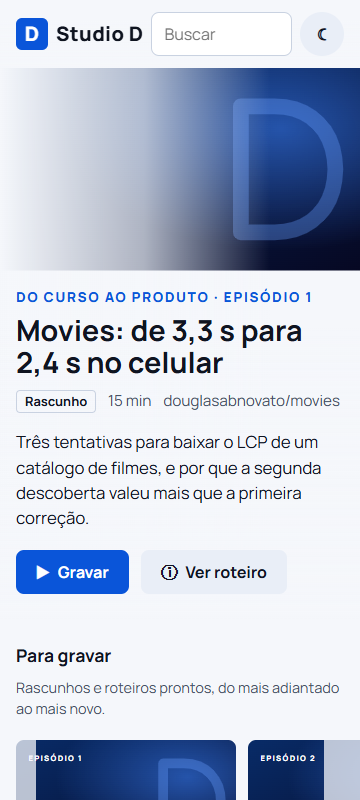 D Studio D Buscar
D
DO CURSO AO PRODUTO · EPISÓDIO 1
Movies: de 3,3 s para
2,4 s no celular
Rascunho 15 min douglasabnovato/movies
Três tentativas para baixar o LCP de um
catálogo de filmes, e por que a segunda
descoberta valeu mais que a primeira
correção.
Gravar Ver roteiro
Para gravar
Rascunhos e roteiros prontos, do mais adiantado
ao mais novo.
EPISÓDIO 1 EPISÓDIO 2
D